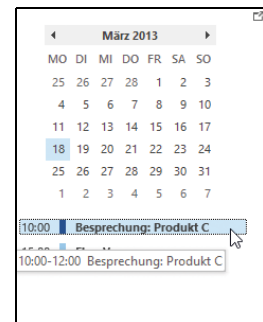 März 2013
MO DI MI DO FR SA SO
25 26 27 28 1 2 3
4 5 6 7 8 9 10
11 12 13 14 15 16 17
18 19 20 21 22 23 24
25 26 27 28 29 30 31
1 2 3 4 5 6 7
10:00 Besprechung: Produkt C
10:00-12:00 Besprechung: Produkt C